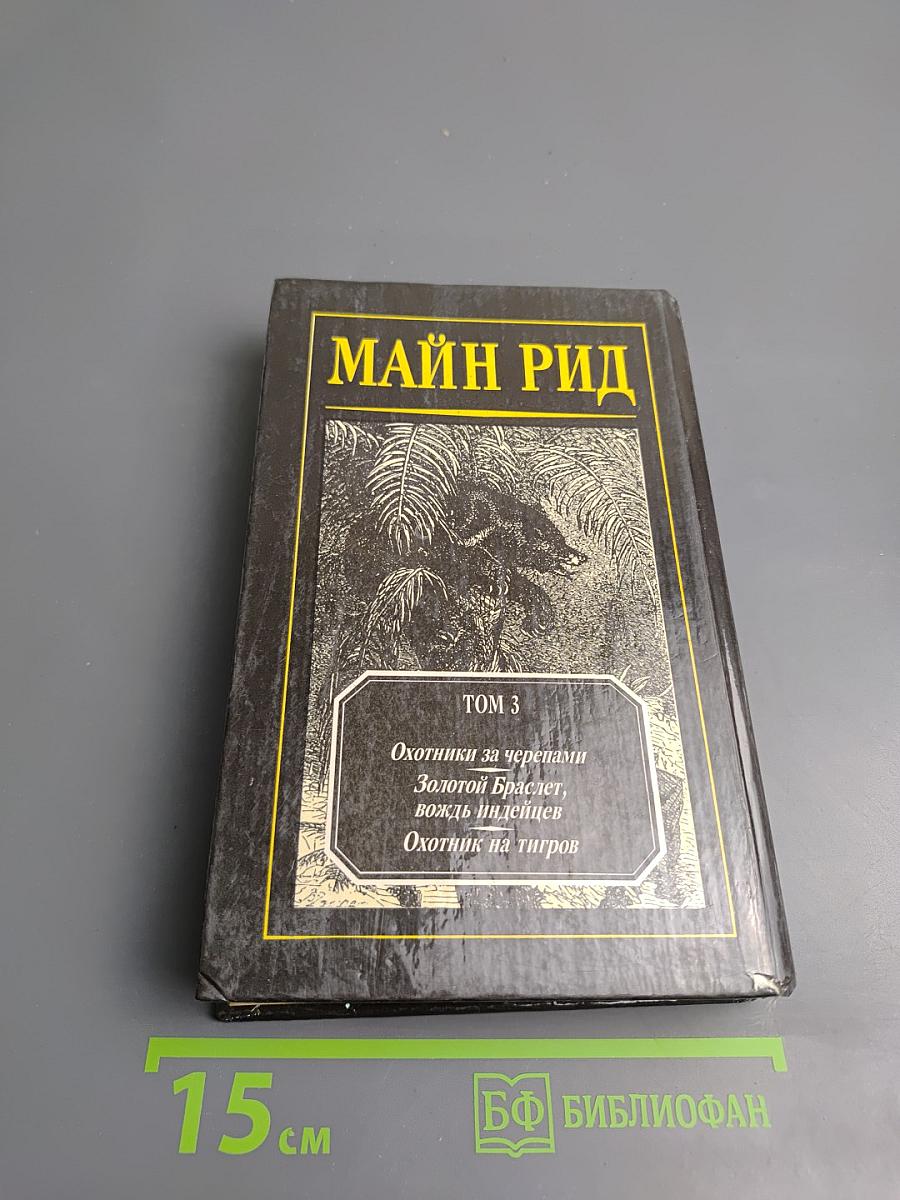 МАЙН РИД
ТОМ 3
Охотники за черепами
Золотой Браслет,
вождь индейцев
Охотник на тигров
15 см
БФ БИБЛИОФАН